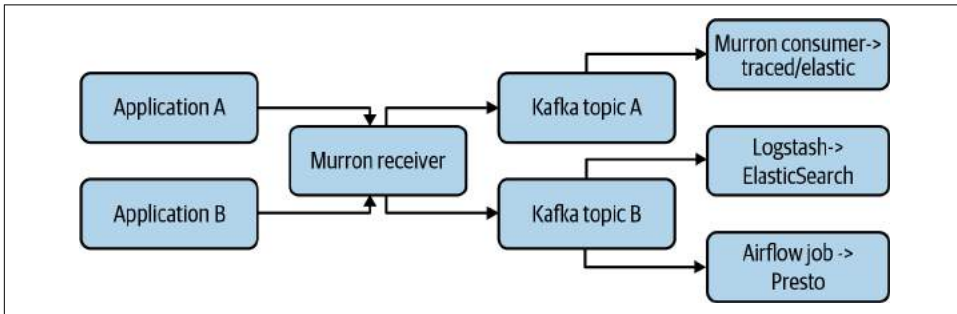 Murron consumer->
traced/elastic
Application A
Kafka topic A
Murron receiver
Logstash->
ElasticSearch
Application B
Kafka topic B
Airflow job ->
Presto